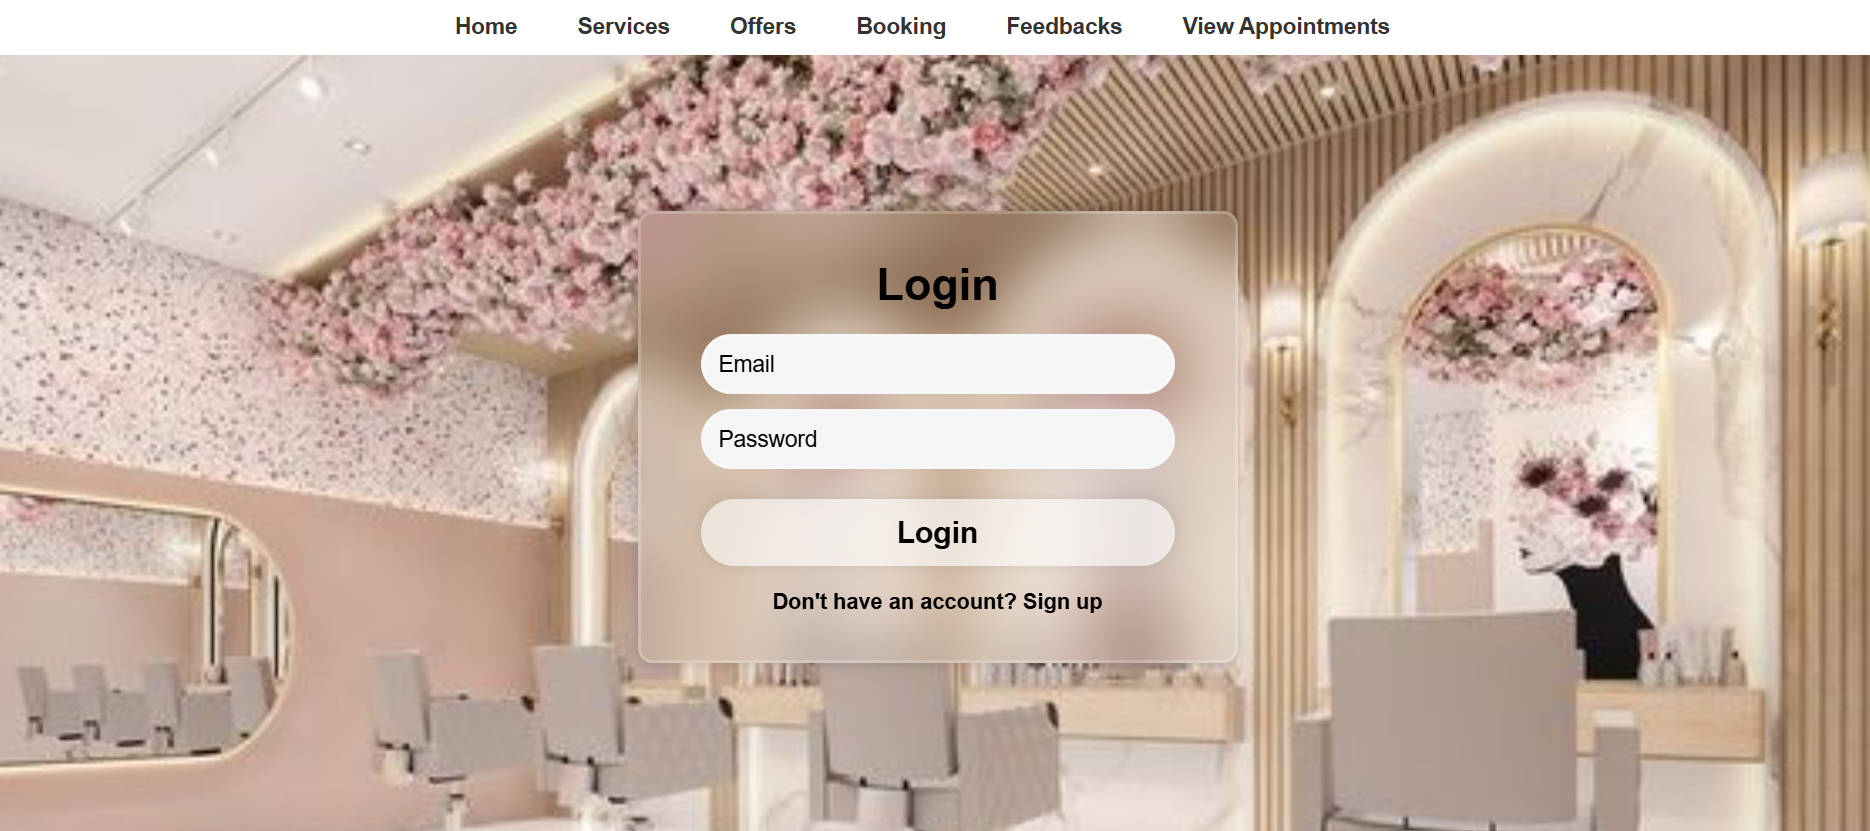 Home Services Offers Booking Feedbacks View Appointments
Login
Email
Password
Login
Don't have an account? Sign up